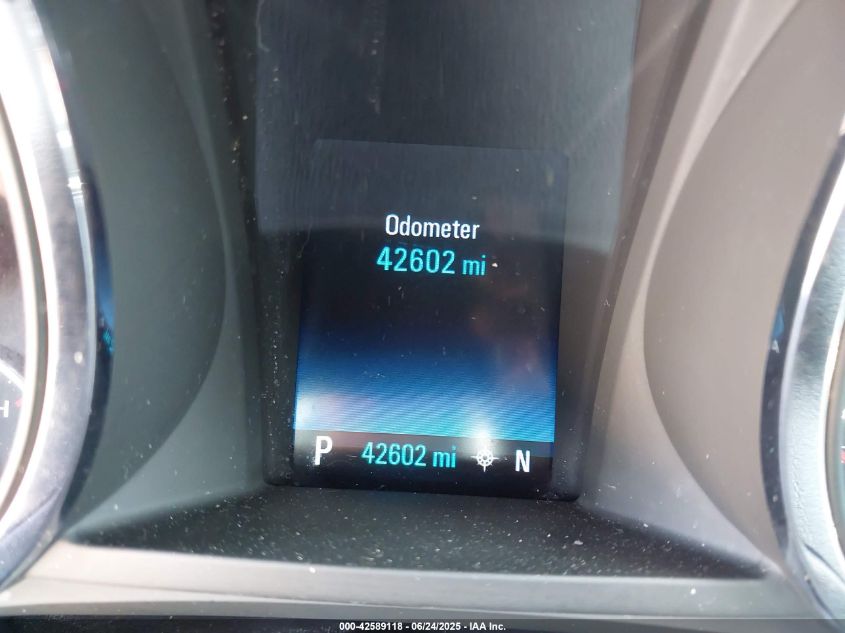 Odometer
42602 mi
P 42602 mi N
H
A
000-42589118 - 06/24/2025 - IAA Inc.